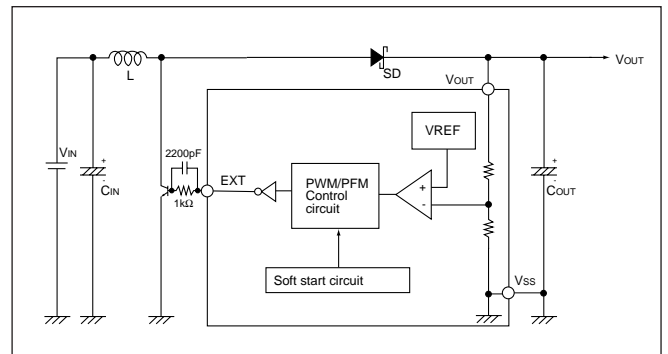 L
SD
VOUT
VOUT
VREF
VIN
+
-
CIN
2200pF
1kΩ
EXT
PWM/PFM
Control
circuit
+
-
+
-
COUT
Soft start circuit
VSS